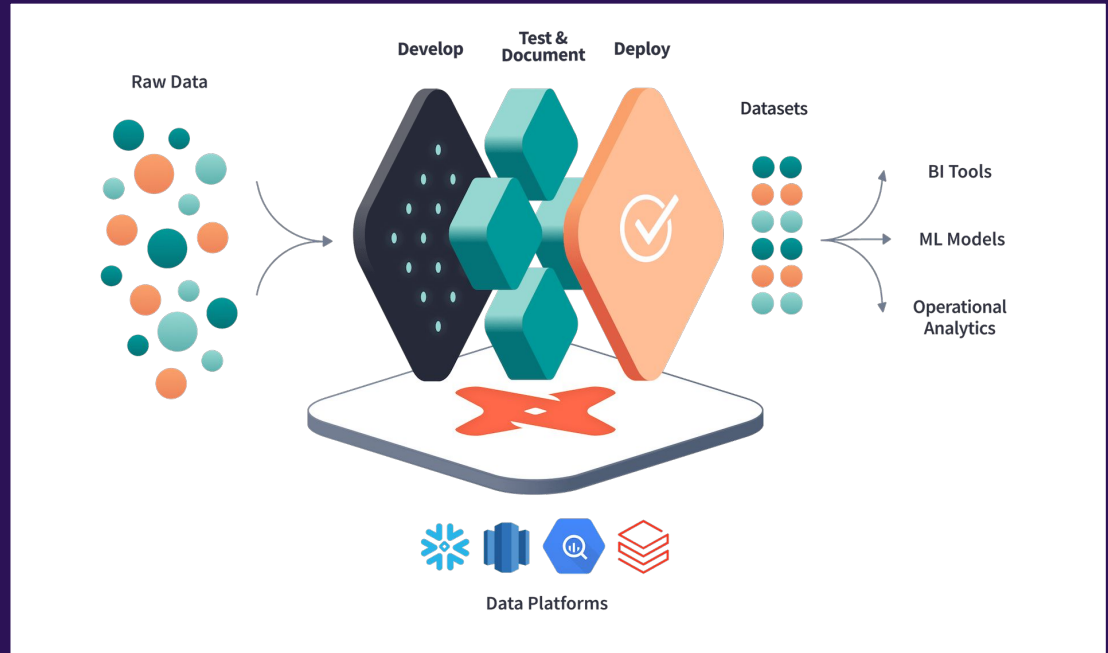 Raw Data
Develop
Test &
Document
Deploy
Datasets
BI Tools
ML Models
Operational
Analytics
Data Platforms